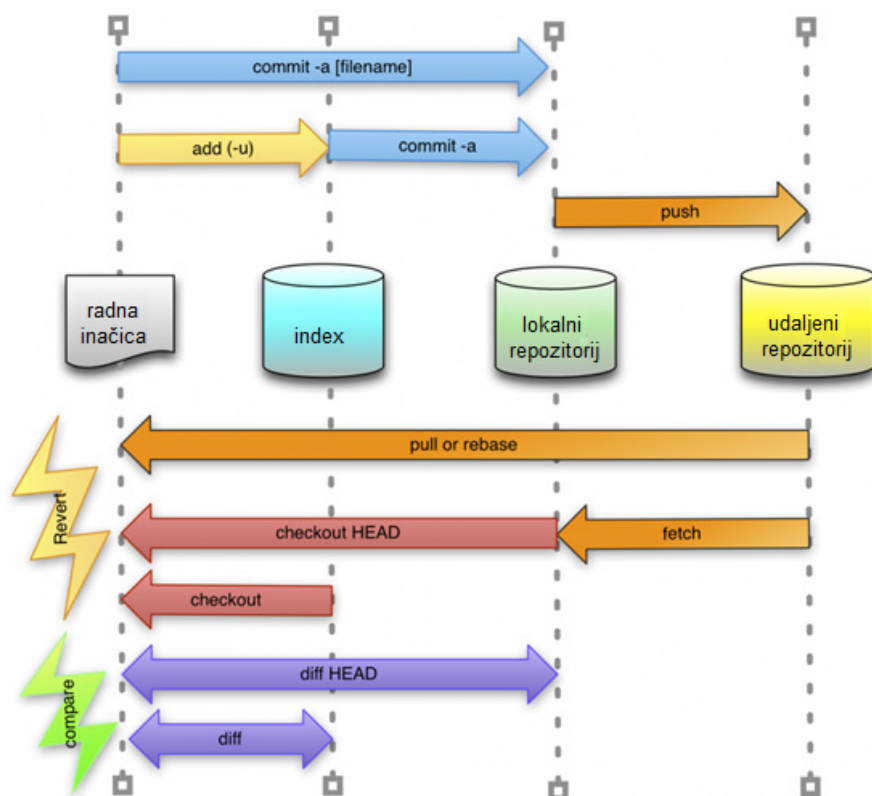 commit -a [filename]
add (-u)
commit -a
push
radna
inačica
index
lokalni
repozitorij
udaljeni
repozitorij
pull or rebase
Revert
checkout HEAD
fetch
checkout
diff HEAD
compare
diff